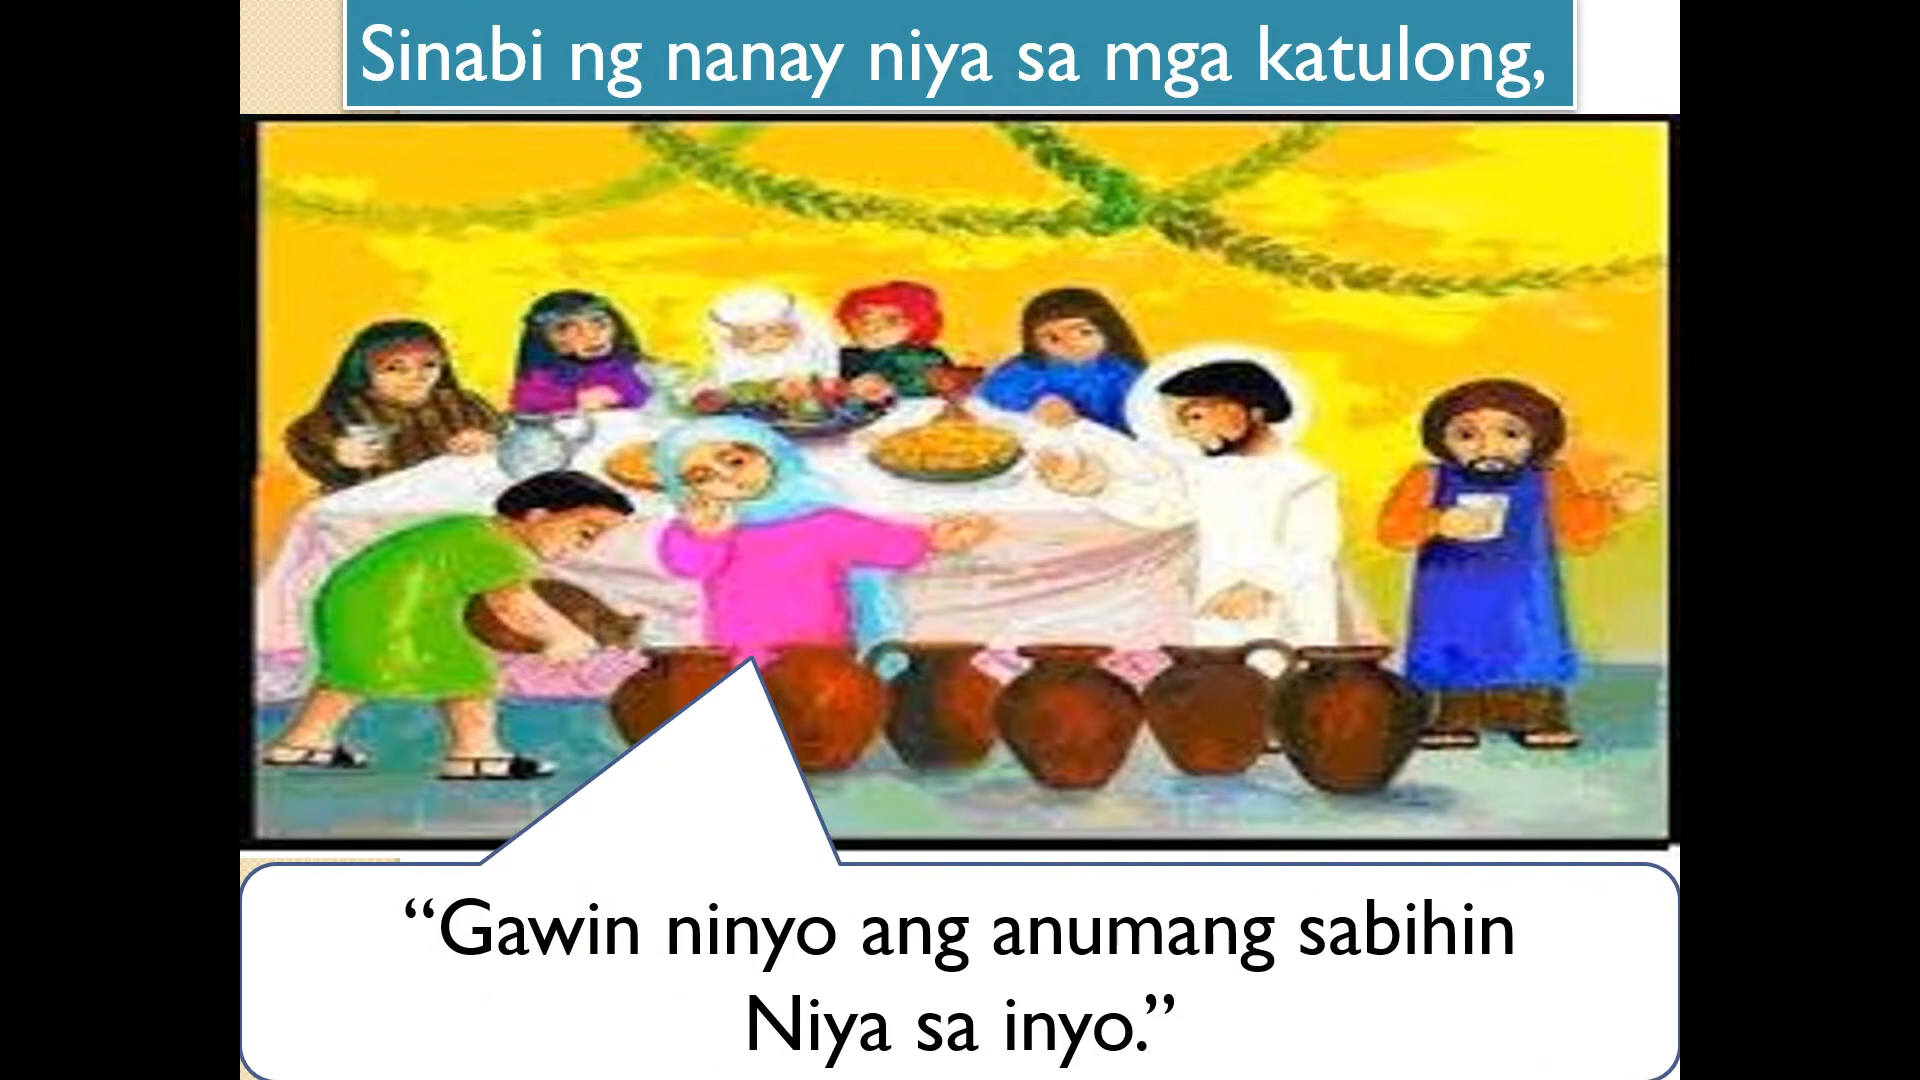 Sinabi ng nanay niya sa mga katulong,
“Gawin ninyo ang anumang sabihin
Niya sa inyo.”